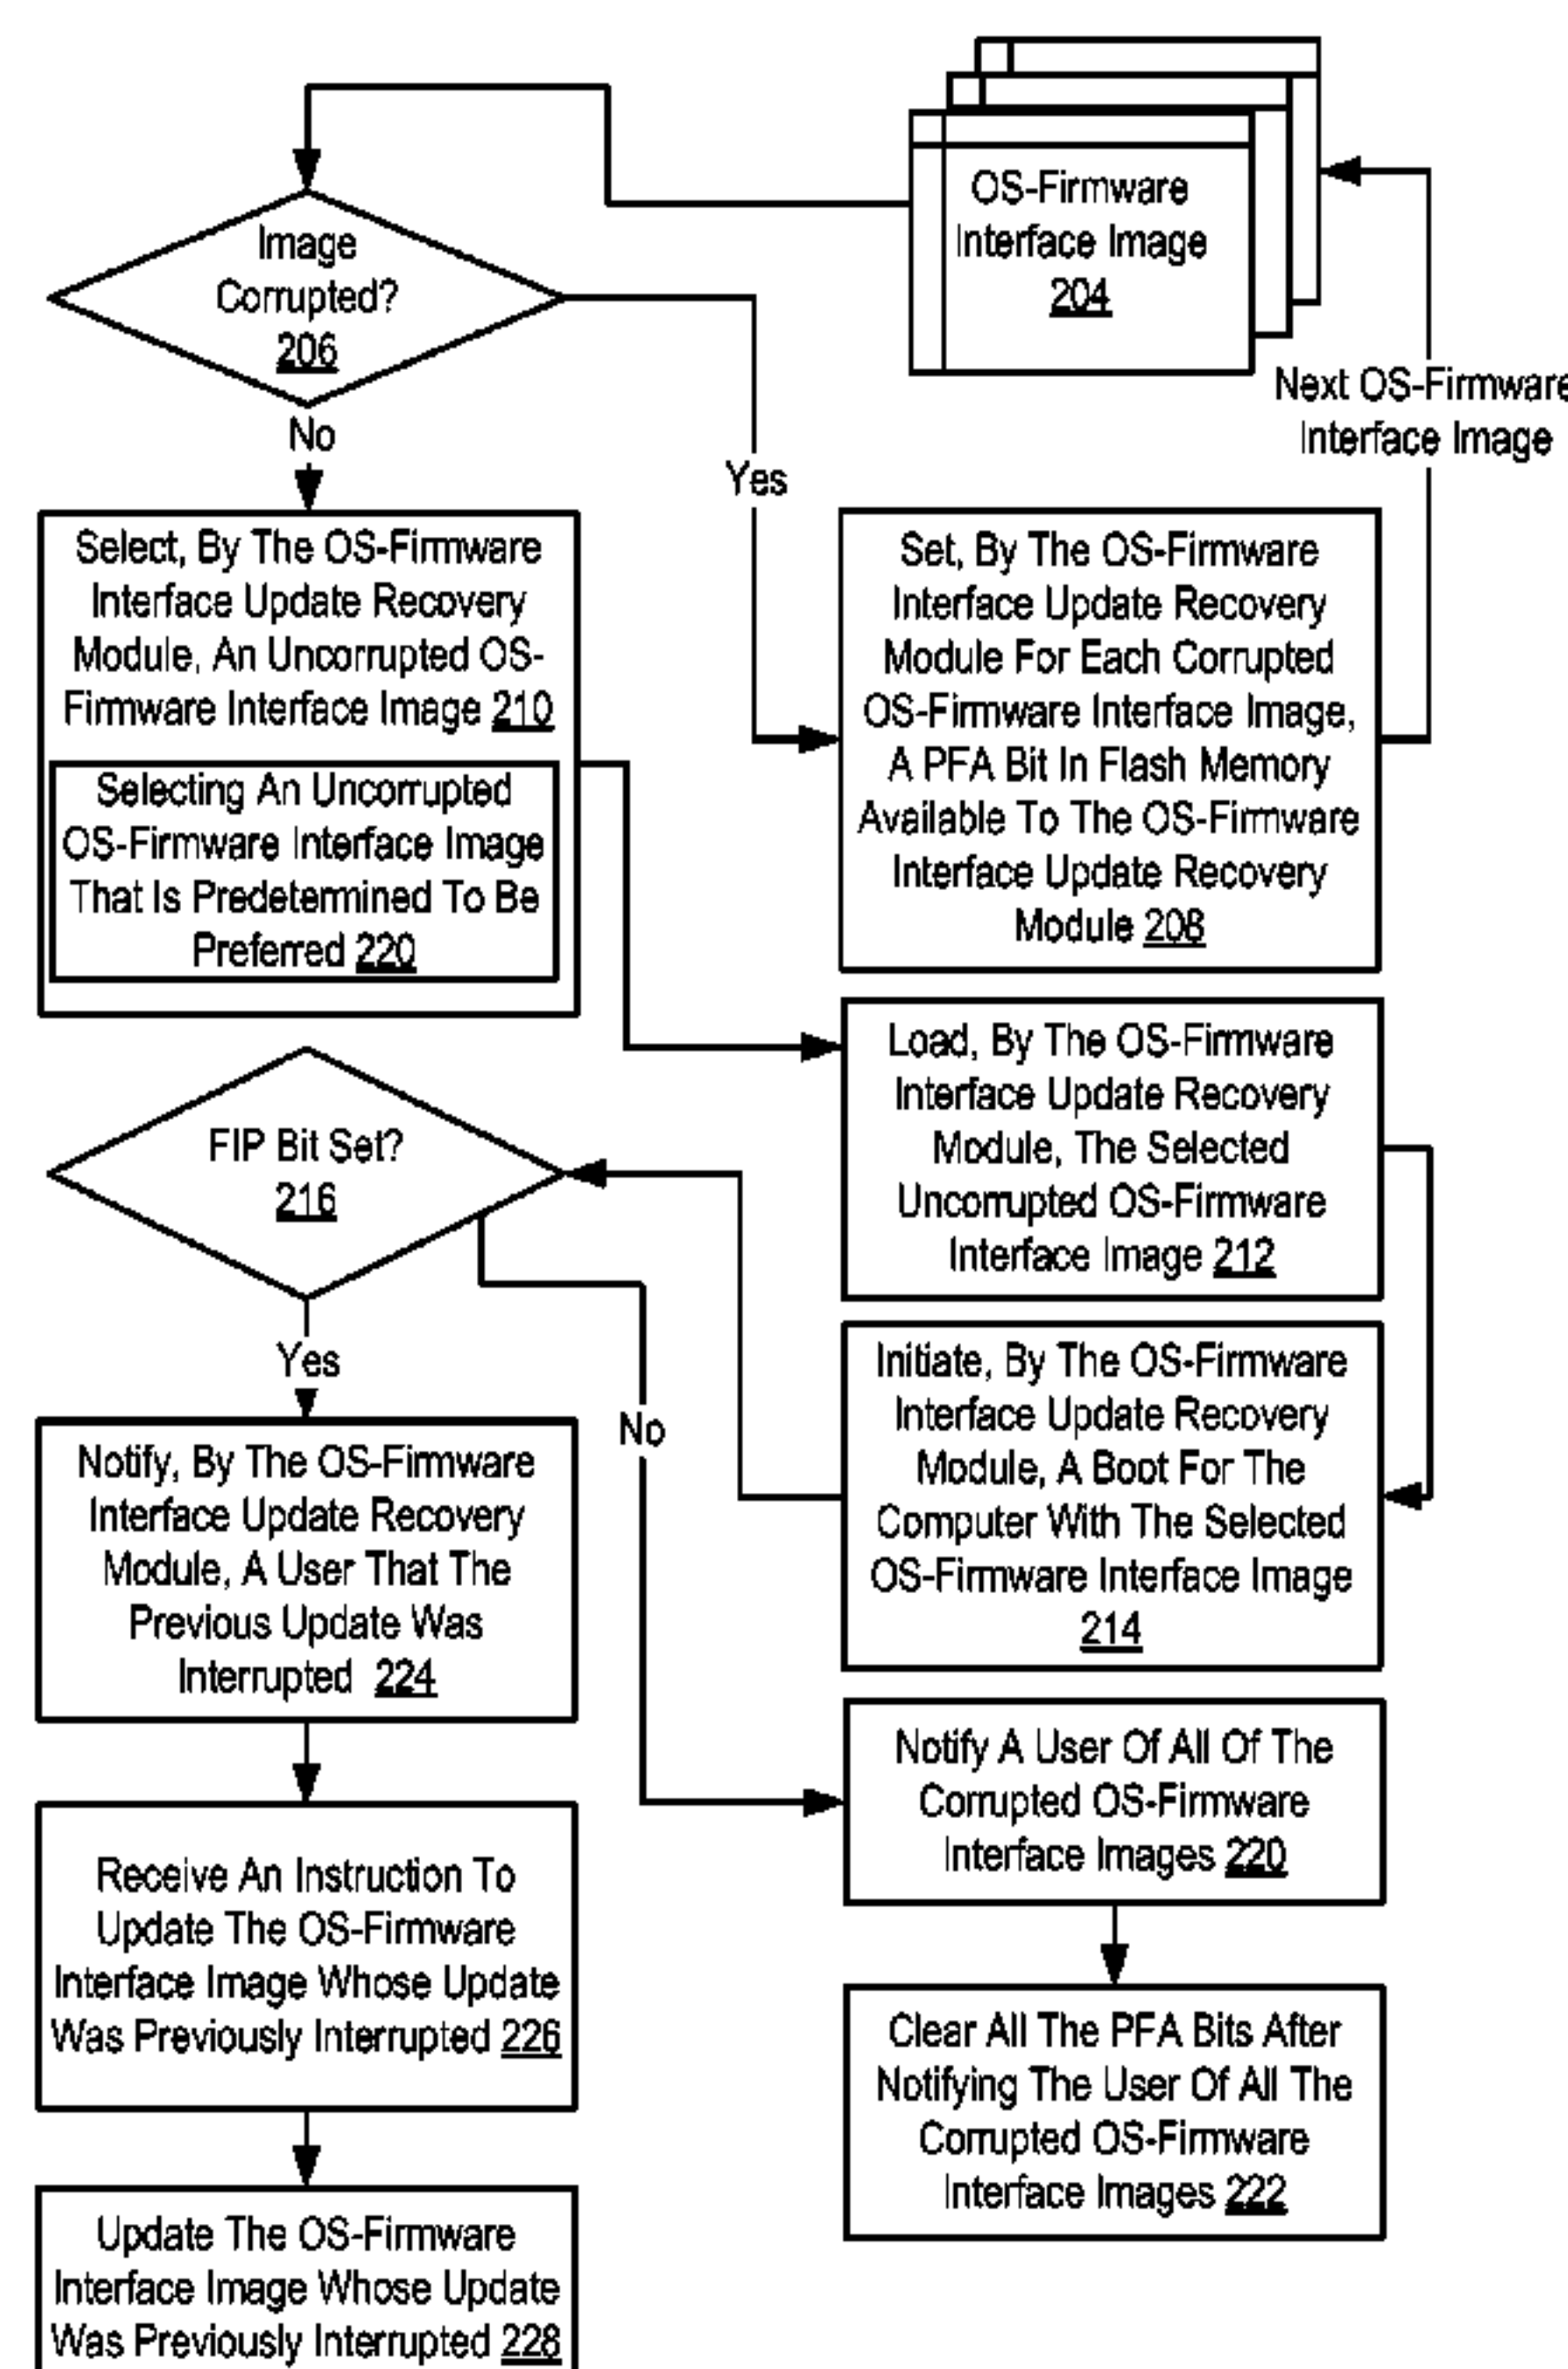 OS-Firmware
Interface Image
204
Image
Corrupted?
206
Next OS-Firmware
Interface Image
No
Yes
Select, By The OS-Firmware
Interface Update Recovery
Module, An Uncorrupted OS-
Firmware Interface Image 210
Selecting An Uncorrupted
OS-Firmware Interface Image
That Is Predetermined To Be
Preferred 220
Set, By The OS-Firmware
Interface Update Recovery
Module For Each Corrupted
OS-Firmware Interface Image,
A PFA Bit In Flash Memory
Available To The OS-Firmware
Interface Update Recovery
Module 208
Load, By The OS-Firmware
Interface Update Recovery
Module, The Selected
Uncorrupted OS-Firmware
Interface Image 212
Initiate, By The OS-Firmware
Interface Update Recovery
Module, A Boot For The
Computer With The Selected
OS-Firmware Interface Image
214
FIP Bit Set?
216
Yes
No
Notify, By The OS-Firmware
Interface Update Recovery
Module, A User That The
Previous Update Was
Interrupted 224
Receive An Instruction To
Update The OS-Firmware
Interface Image Whose Update
Was Previously Interrupted 226
Update The OS-Firmware
Interface Image Whose Update
Was Previously Interrupted 228
Notify A User Of All Of The
Corrupted OS-Firmware
Interface Images 220
Clear All The PFA Bits After
Notifying The User Of All The
Corrupted OS-Firmware
Interface Images 222